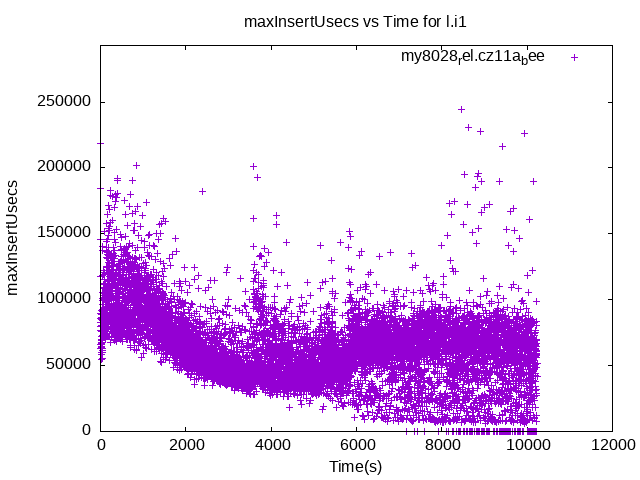 maxInsertUsecs vs Time for l.i1
my8028rel.cz11abee
maxInsertUsecs
250000
200000
150000
100000
50000
0
0 2000 4000 6000 8000 10000 12000
Time(s)